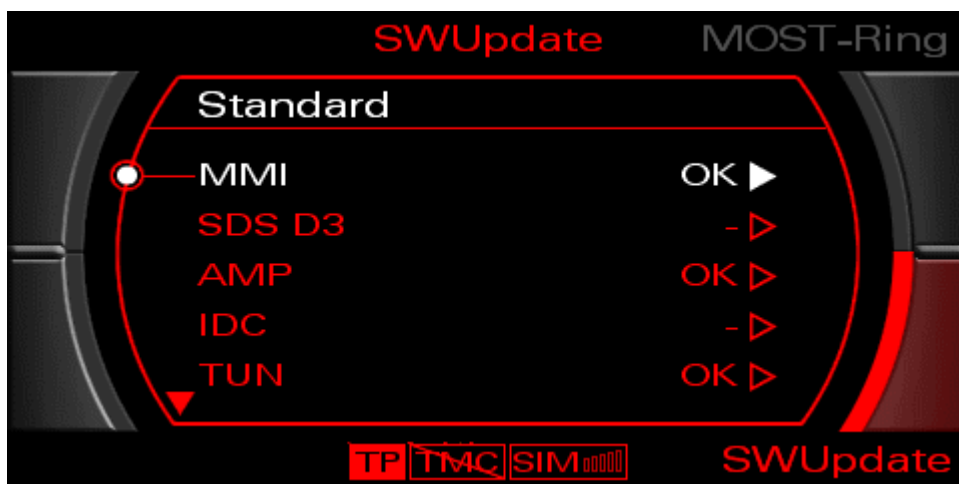 SWUpdate MOST-Ring
Standard
MMI OK
SDS D3 -
AMP OK
IDC -
TUN OK
TP TMC SIM
SWUpdate